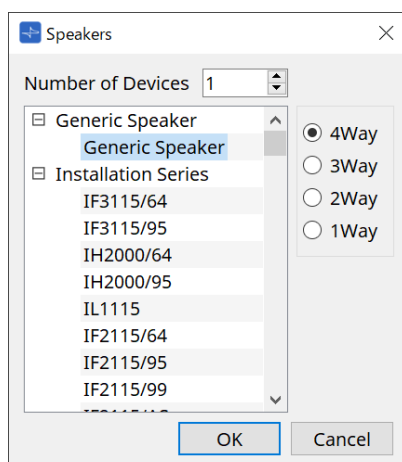 Speakers
Number of Devices 1
Generic Speaker
Generic Speaker
Installation Series
IF3115/64
IF3115/95
IH2000/64
IH2000/95
IL1115
IF2115/64
IF2115/95
IF2115/99
4Way
3Way
2Way
1Way
OK
Cancel